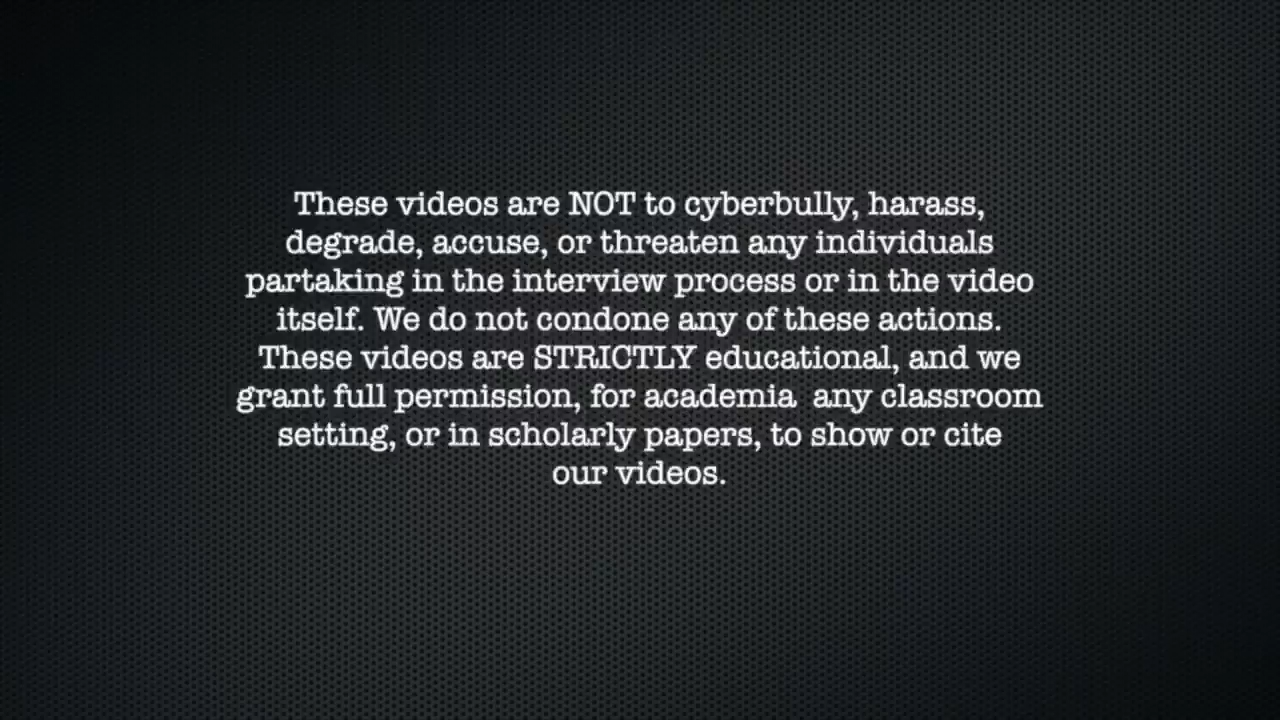 These videos are NOT to cyberbully, harass,
degrade, accuse, or threaten any individuals
partaking in the interview process or in the video
itself. We do not condone any of these actions.
These videos are STRICTLY educational, and we
grant full permission, for academia  any classroom
setting, or in scholarly papers, to show or cite
our videos.